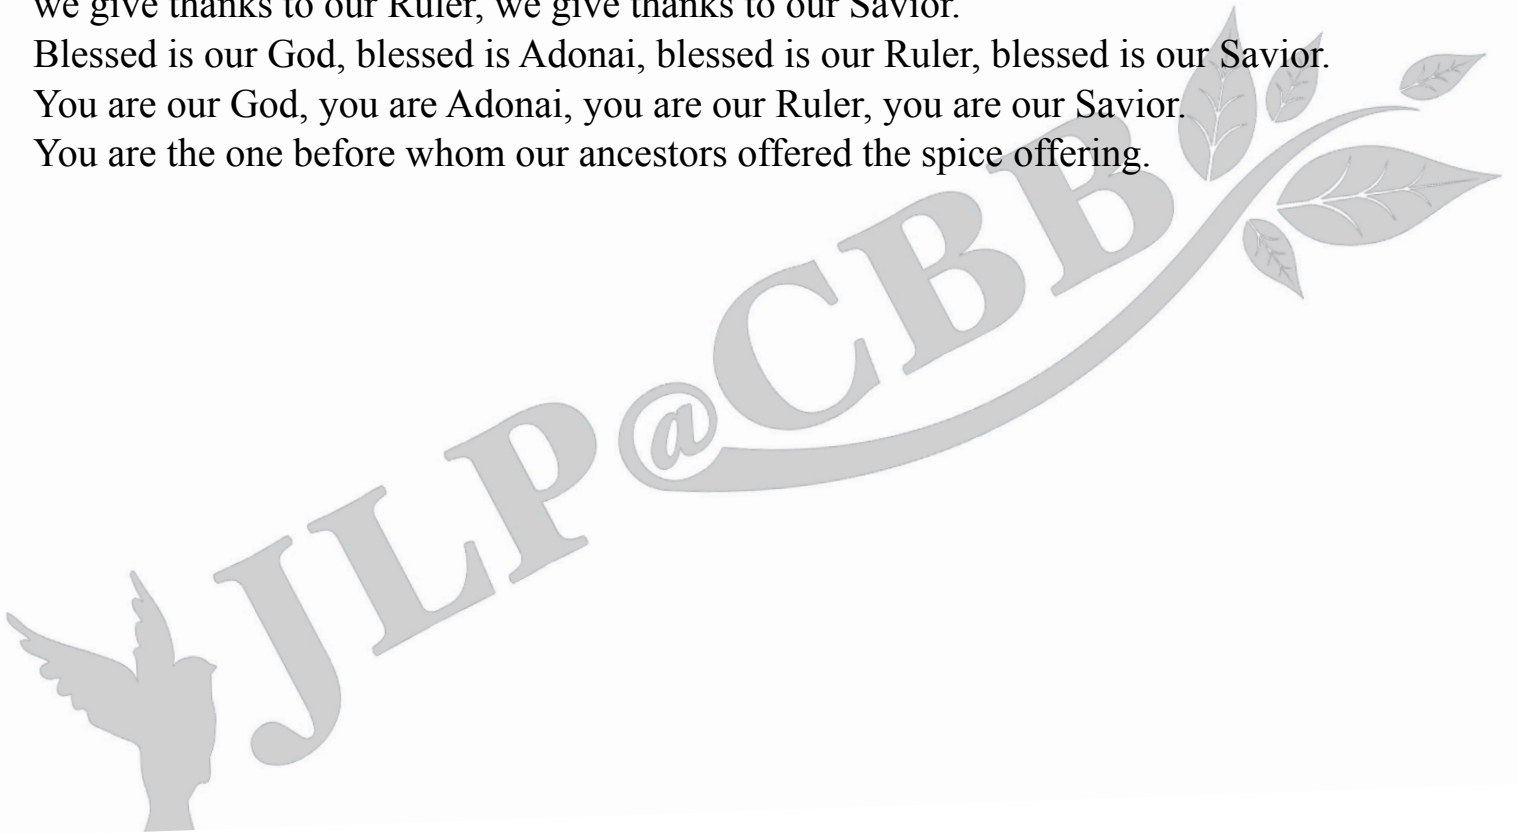 we give thanks to our Ruler, we give thanks to our Savior.
Blessed is our God, blessed is Adonai, blessed is our Ruler, blessed is our Savior.
You are our God, you are Adonai, you are our Ruler, you are our Savior.
You are the one before whom our ancestors offered the spice offering.
JLP@CBB